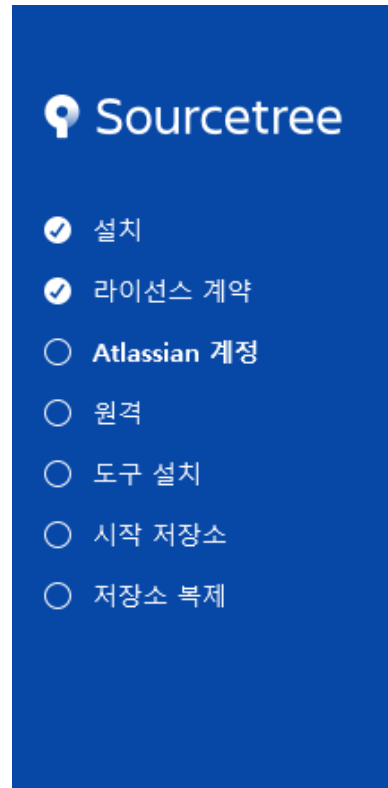 Sourcetree
설치
라이선스 계약
Atlassian 계정
원격
도구 설치
시작 저장소
저장소 복제